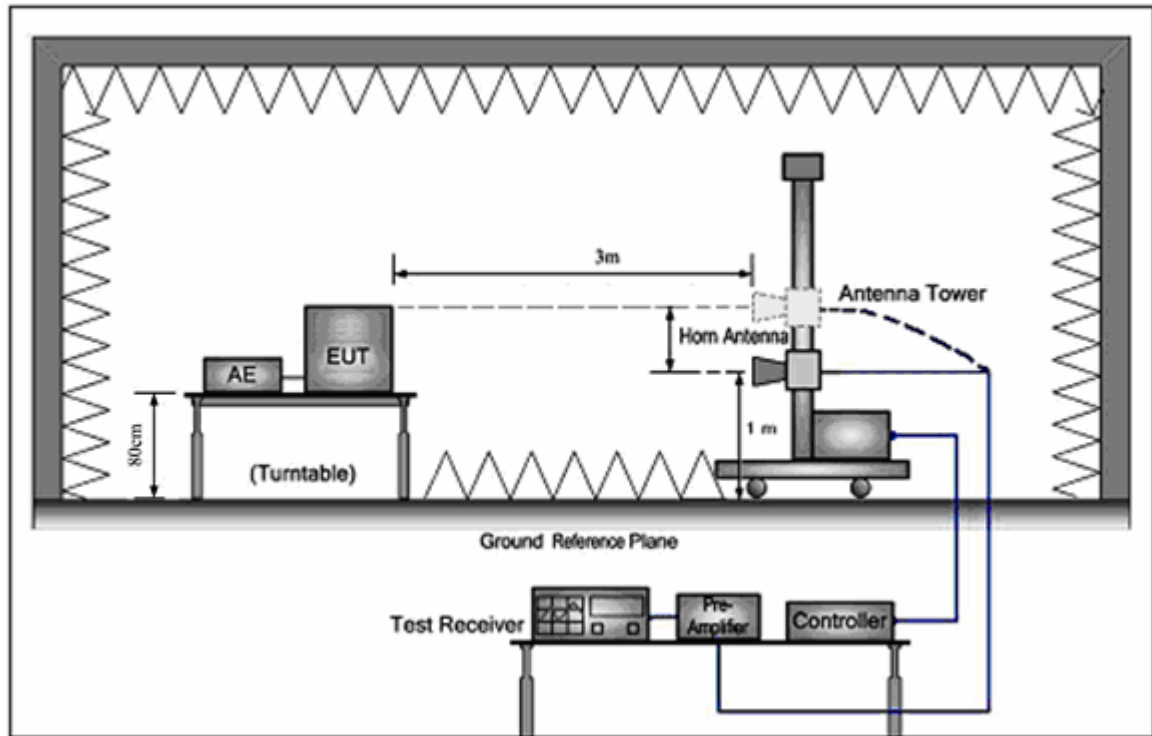 3m
Antenna Tower
Horn Antenna
EUT
AE
1 m
80cm
(Turntable)
Ground Reference Plane
Test Receiver
Pre-
Amplifier
Controller